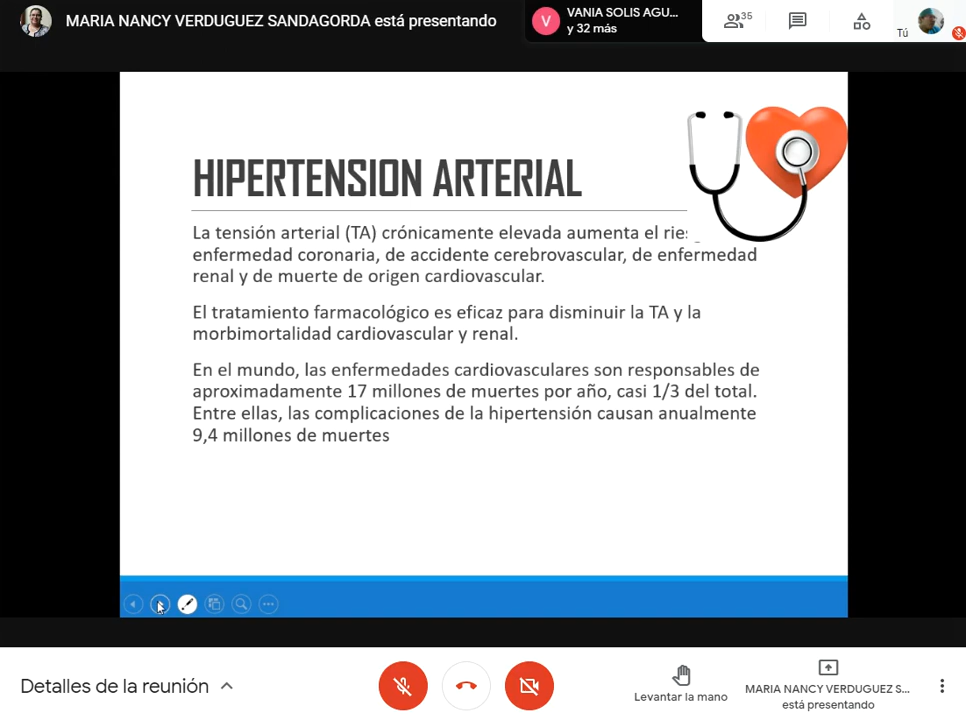 MARIA NANCY VERDUGUEZ SANDAGORDA está presentando
V
VANIA SOLIS AGU...
y 32 más
35
Tú
HIPERTENSION ARTERIAL
La tensión arterial (TA) crónicamente elevada aumenta el
enfermedad coronaria, de accidente cerebrovascular, de enfermedad
renal y de muerte de origen cardiovascular.
El tratamiento farmacológico es eficaz para disminuir la TA y la
morbimortalidad cardiovascular y renal.
En el mundo, las enfermedades cardiovasculares son responsables de
aproximadamente 17 millones de muertes por año, casi 1/3 del total.
Entre ellas, las complicaciones de la hipertensión causan anualmente
9,4 millones de muertes
Detalles de la reunión
Levantar la mano
MARIA NANCY VERDUGUEZ S...
está presentando